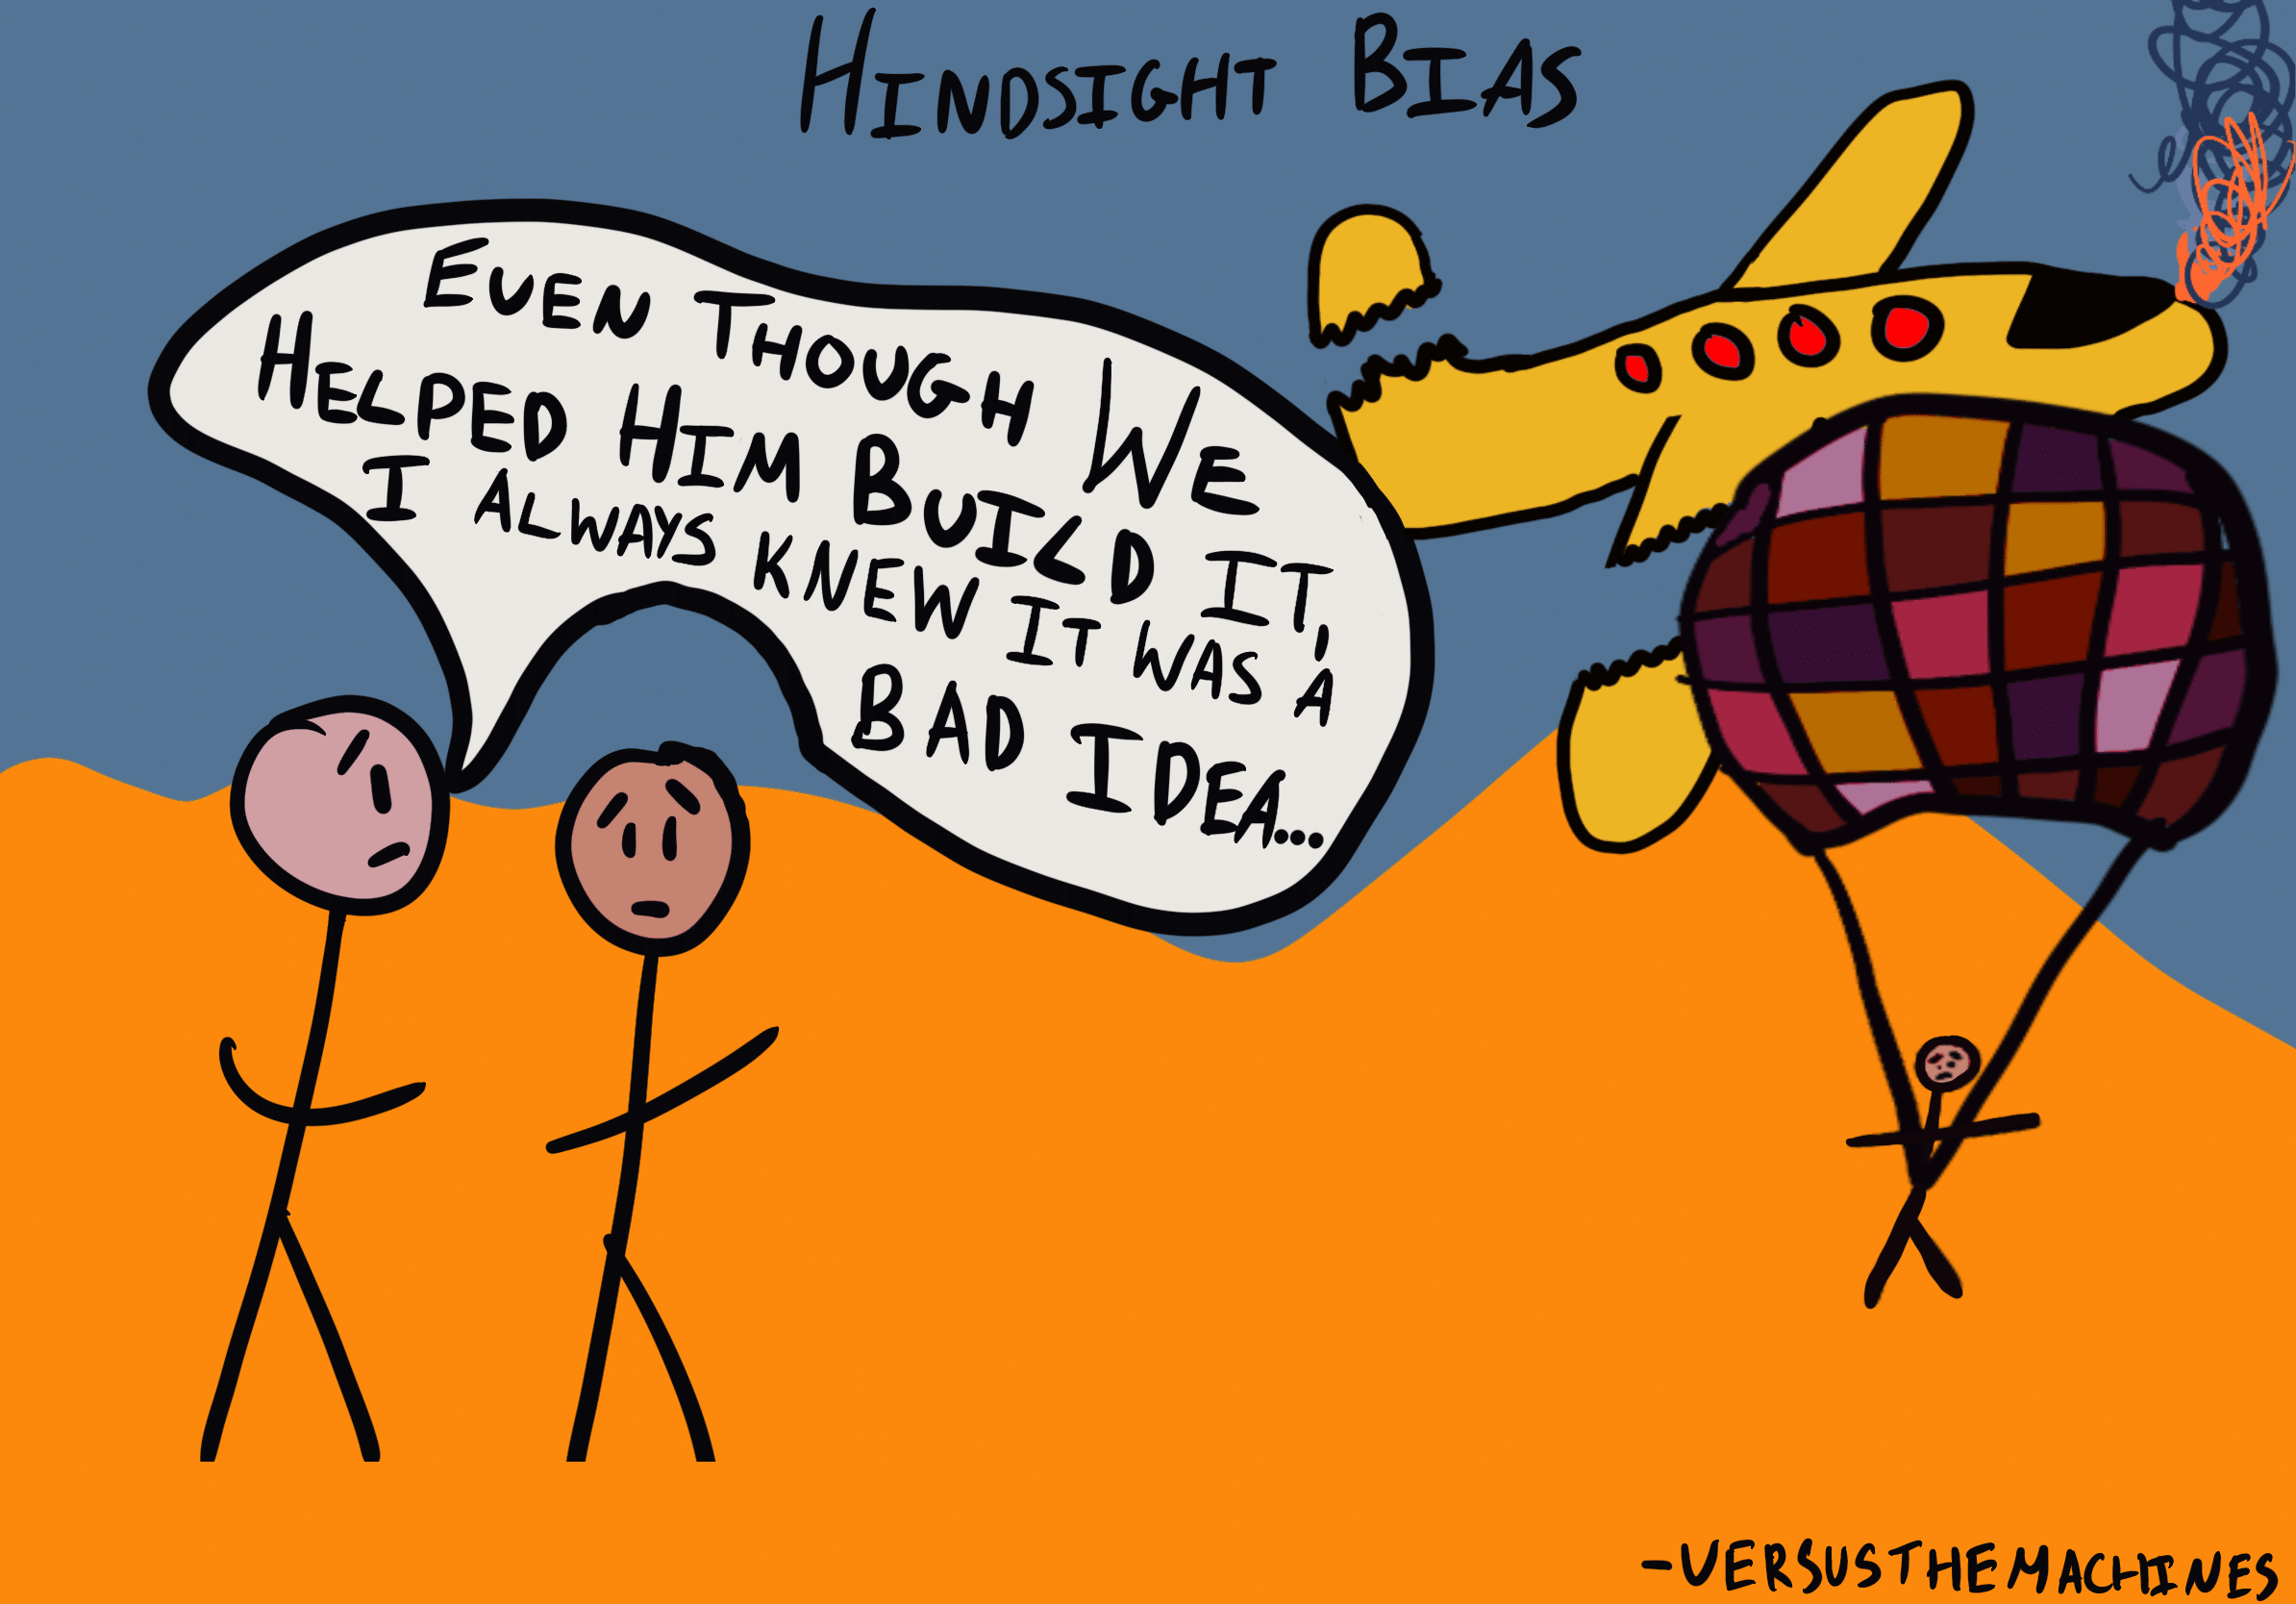 HINDSIGHT BIAS
EVEN THOUGH WE
HELPED HIM BUILD IT,
I ALWAYS KNEW IT WAS A
BAD IDEA...
-VERSUSTHEMACHINES